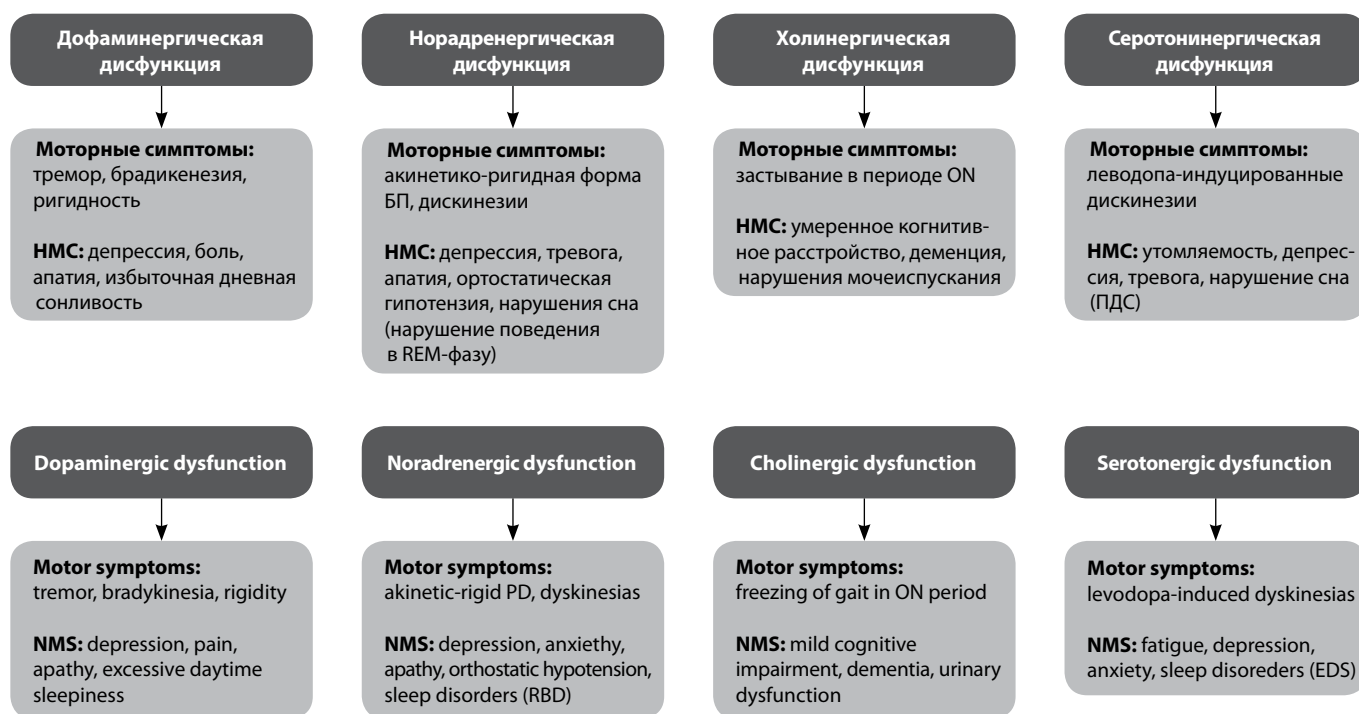 Дофаминергическая
дисфункция
Моторные симптомы:
тремор, брадикенезия,
ригидность
НМС: депрессия, боль,
апатия, избыточная дневная
сонливость
Норадренергическая
дисфункция
Моторные симптомы:
акинетико-ригидная форма
БП, дискинезии
НМС: депрессия, тревога,
апатия, ортостатическая
гипотензия, нарушения сна
(нарушение поведения
в REM-фазу)
Холинергическая
дисфункция
Моторные симптомы:
застывание в периоде ON
НМС: умеренное когнитив-
ное расстройство, деменция,
нарушения мочеиспускания
Серотонинергическая
дисфункция
Моторные симптомы:
леводопа-индуцированные
дискинезии
НМС: утомляемость, депрес-
сия, тревога, нарушение сна
(ПДС)
Dopaminergic dysfunction
Motor symptoms:
tremor, bradykinesia, rigidity
NMS: depression, pain,
apathy, excessive daytime
sleepiness
Noradrenergic dysfunction
Motor symptoms:
akinetic-rigid PD, dyskinesias
NMS: depression, anxiethy,
apathy, orthostatic hypotension,
sleep disorders (RBD)
Cholinergic dysfunction
Motor symptoms:
freezing of gait in ON period
NMS: mild cognitive
impairment, dementia, urinary
dysfunction
Serotonergic dysfunction
Motor symptoms:
levodopa-induced dyskinesias
NMS: fatigue, depression,
anxiety, sleep disoreders (EDS)